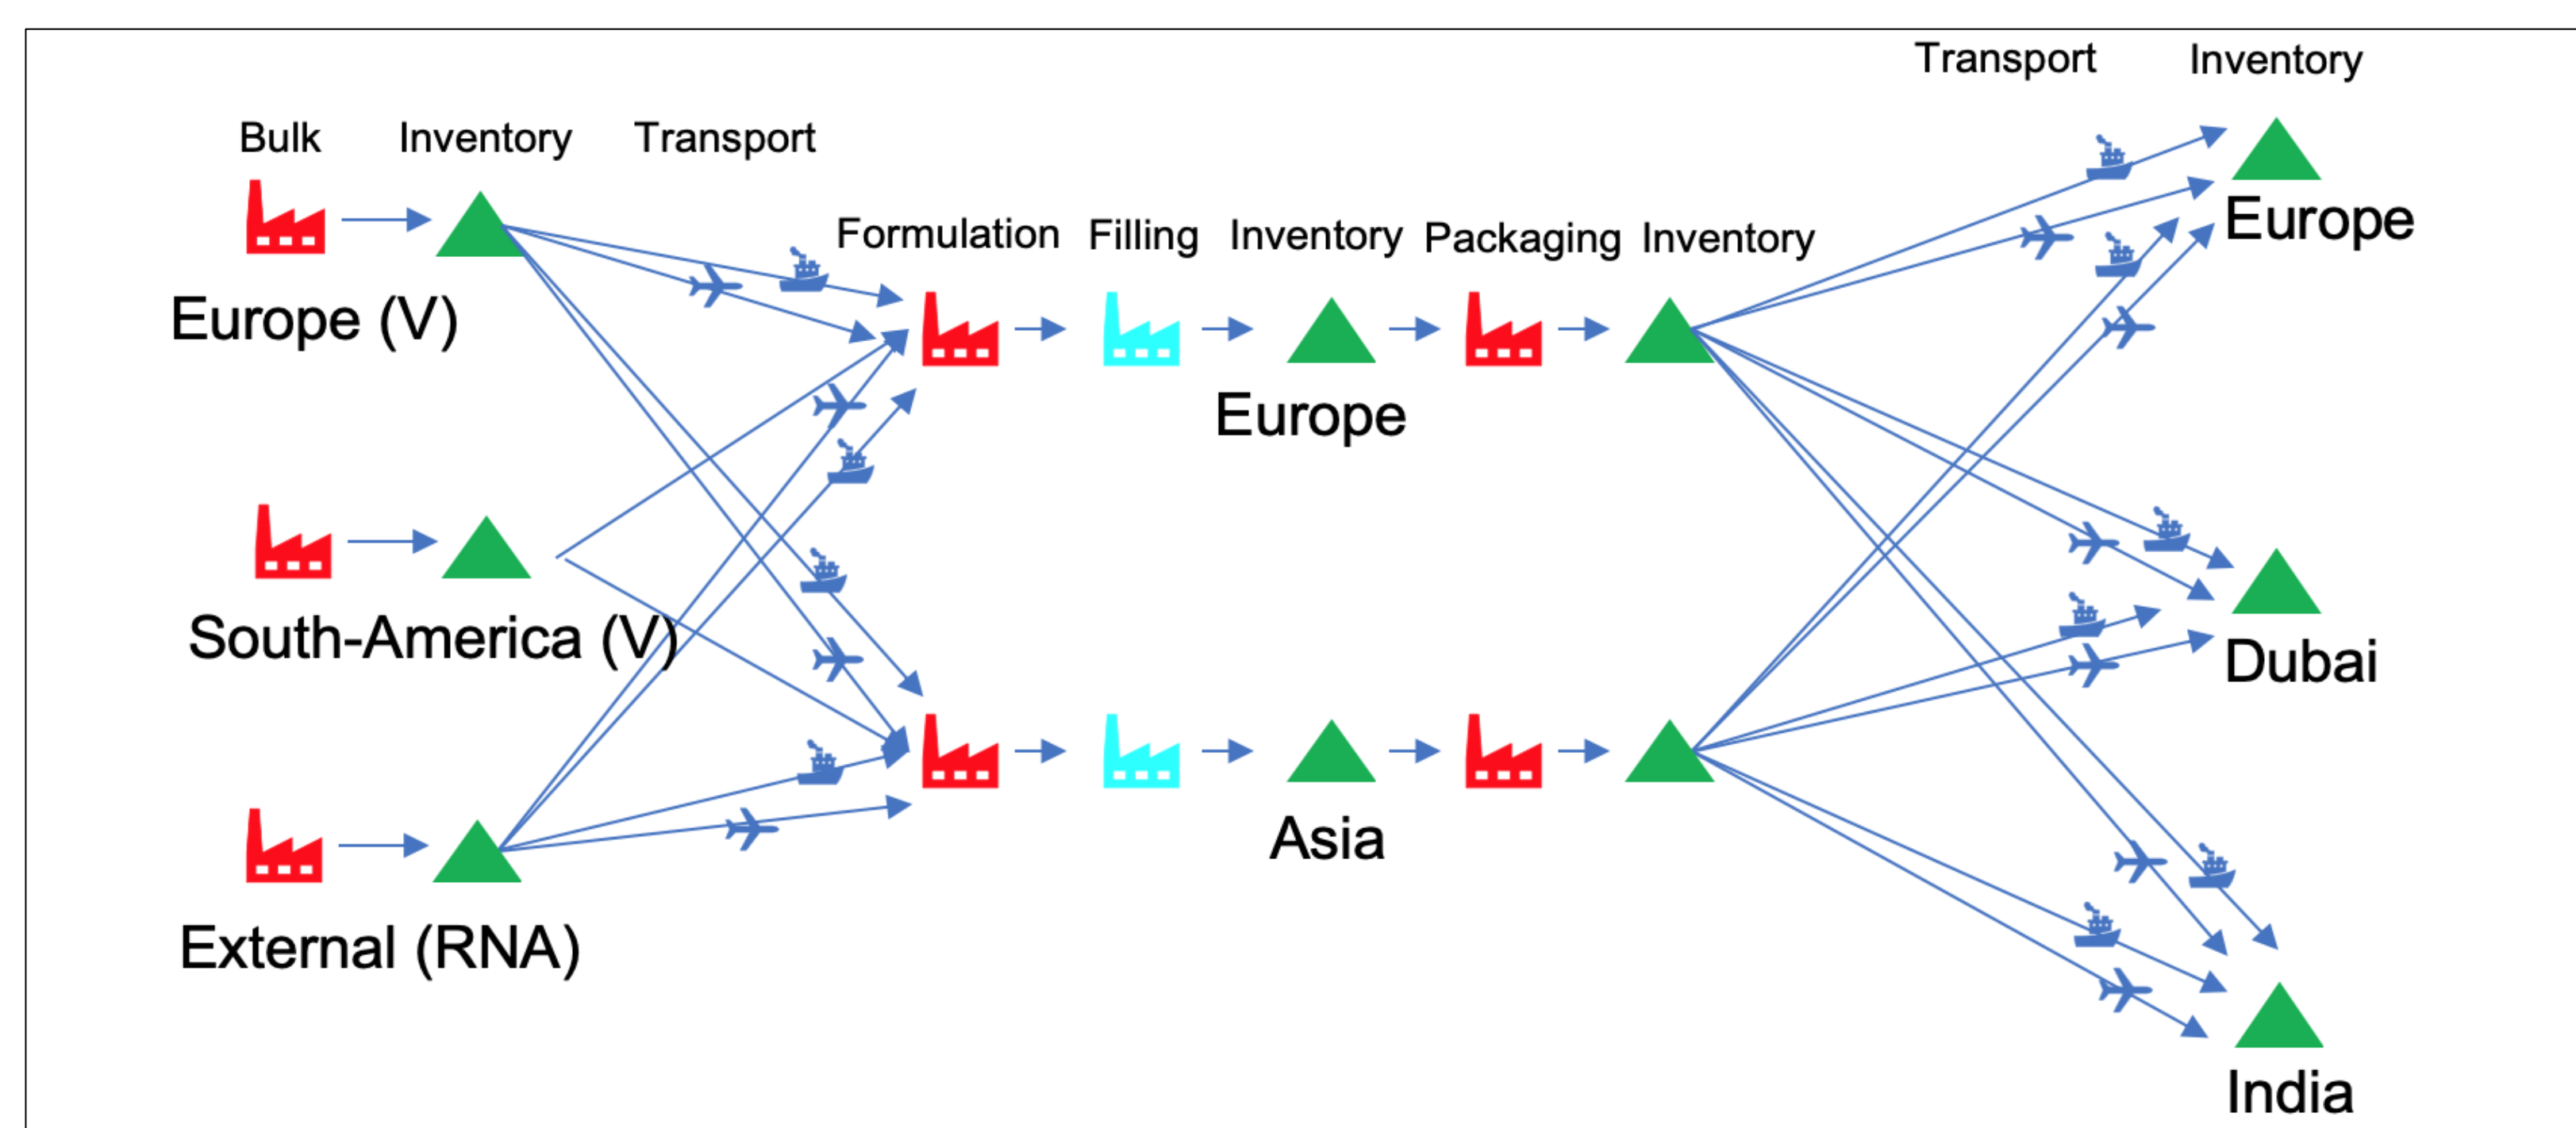 Transport
Inventory
Bulk
Inventory
Transport
Formulation
Filling
Inventory
Packaging
Inventory
Europe
Europe (V)
Europe
South-America (V)
Dubai
Asia
External (RNA)
India